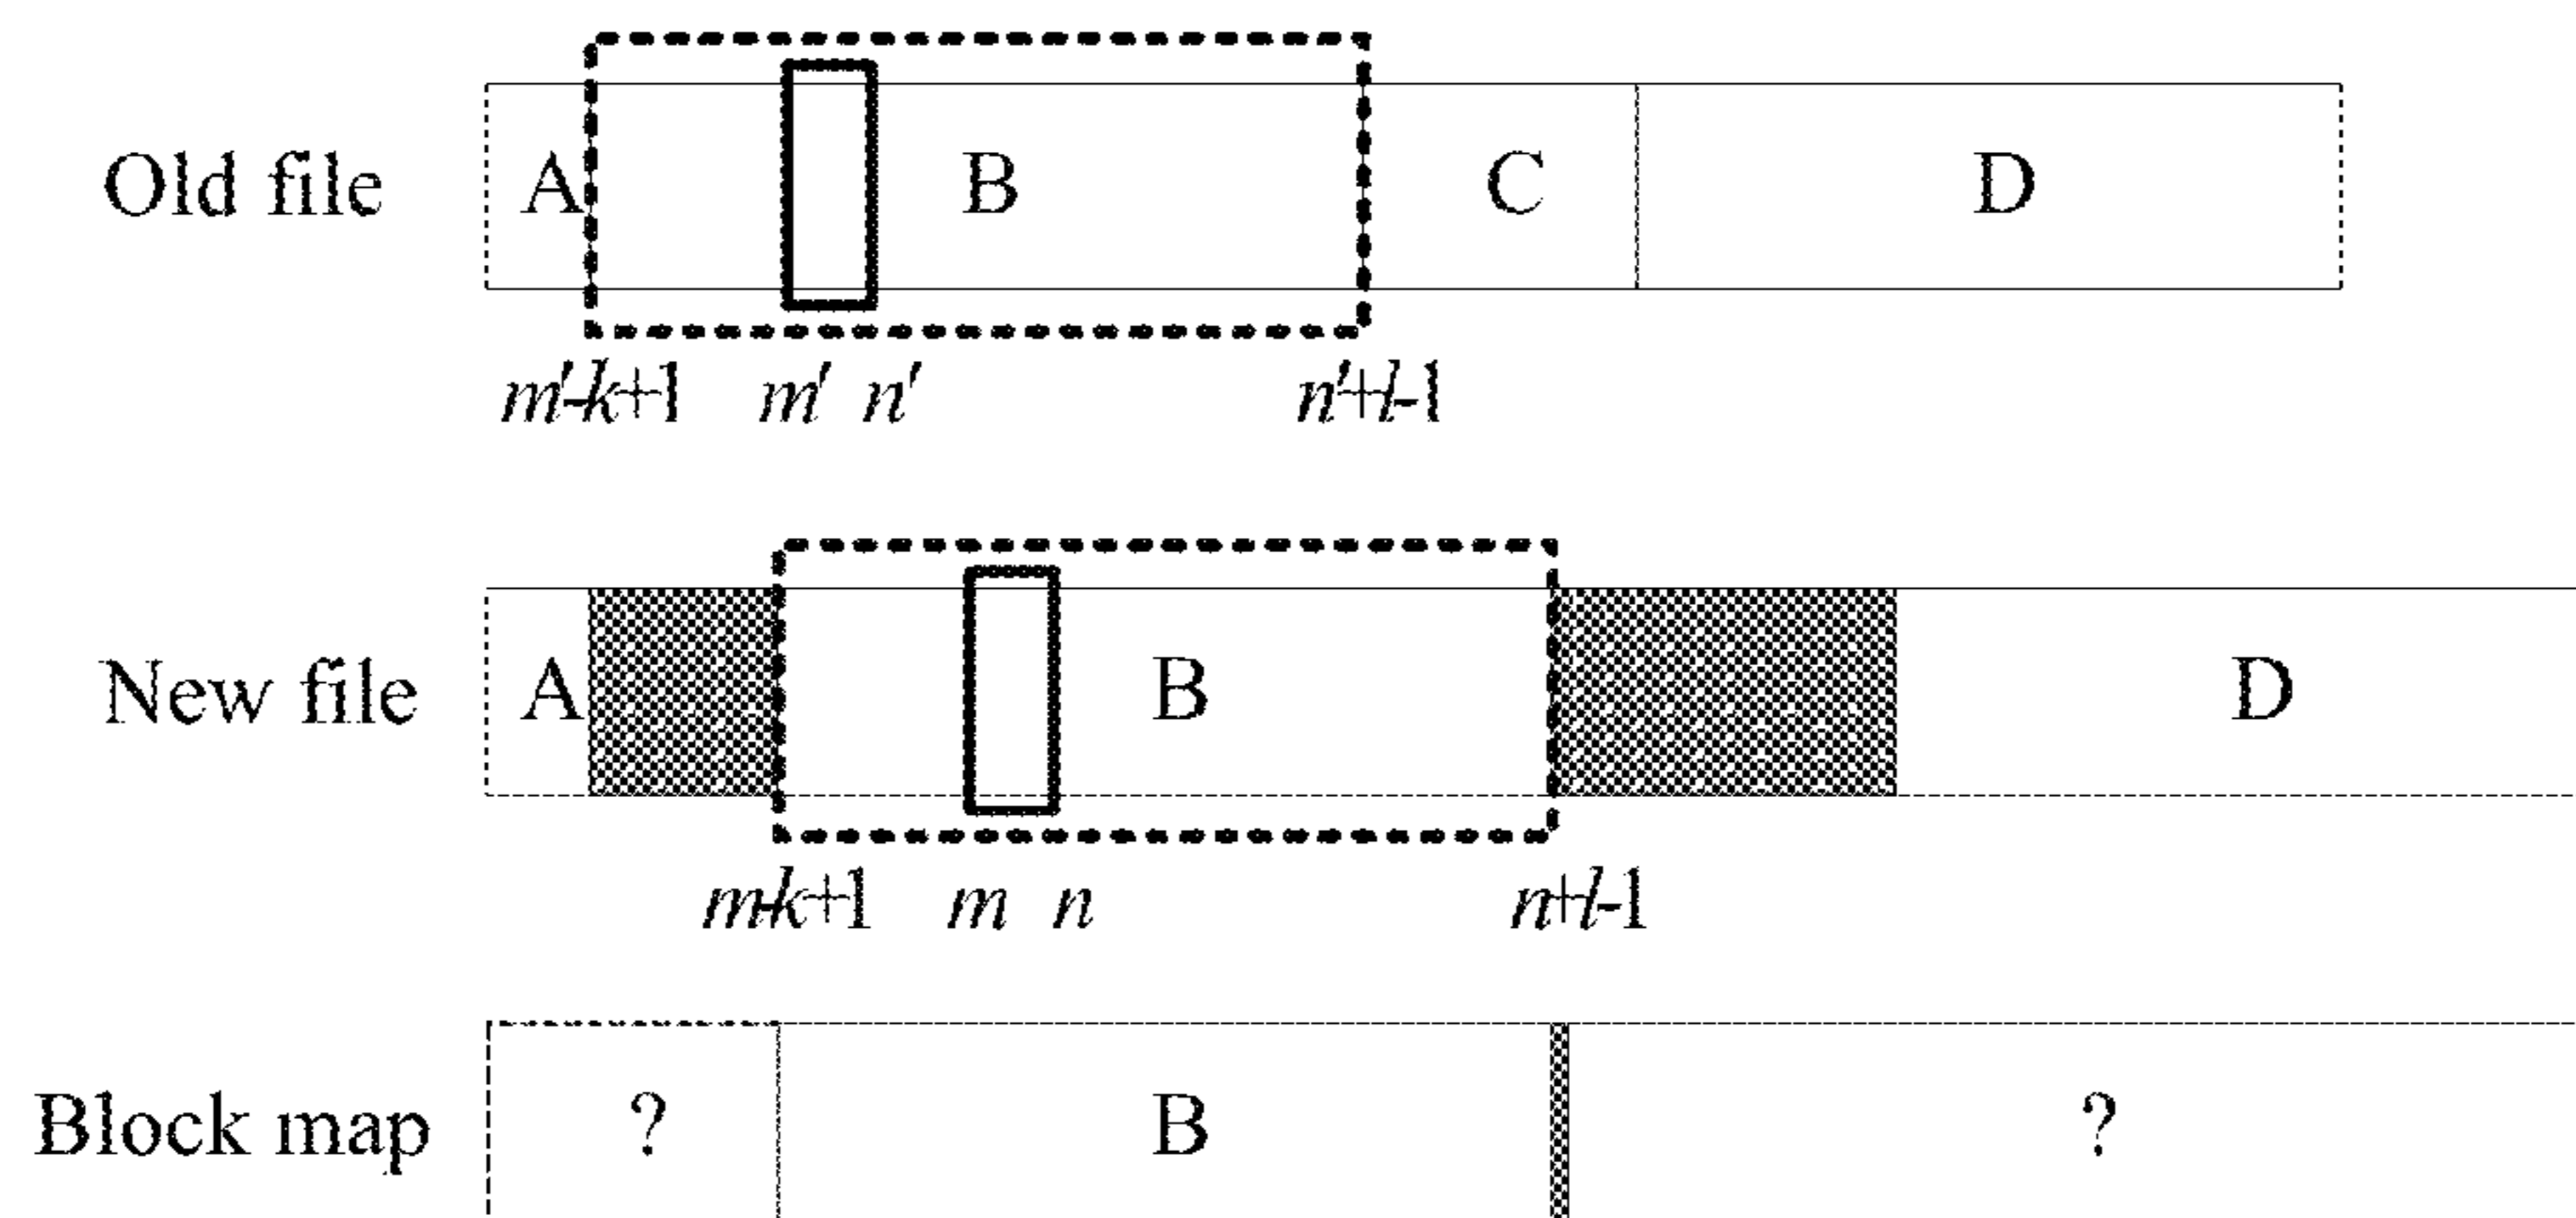 Old file A B C D
m'-k+1 m' n' n'+l-1
New file A B D
m-k+1 m n n+l-1
Block map ? B ?